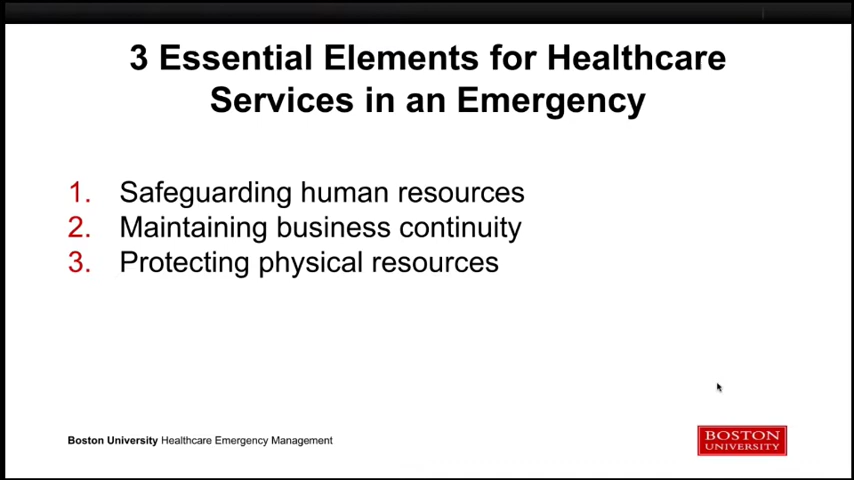 3 Essential Elements for Healthcare
Services in an Emergency
1. Safeguarding human resources
2. Maintaining business continuity
3. Protecting physical resources
Boston University Healthcare Emergency Management
BOSTON
UNIVERSITY